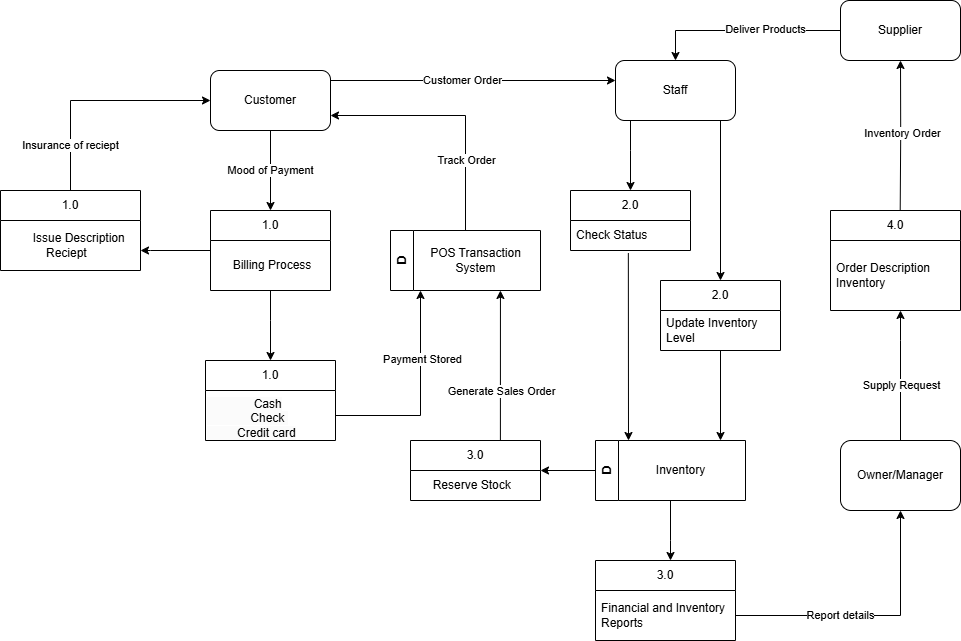 Deliver Products
Supplier
Customer Order
Customer
Staff
Insurance of reciept
Mood of Payment
Track Order
Inventory Order
1.0
Issue Description
Reciept
1.0
Billing Process
D
POS Transaction
System
2.0
Check Status
4.0
Order Description
Inventory
2.0
Update Inventory
Level
1.0
Cash
Check
Credit card
Payment Stored
Generate Sales Order
Supply Request
3.0
Reserve Stock
D
Inventory
Owner/Manager
3.0
Financial and Inventory
Reports
Report details